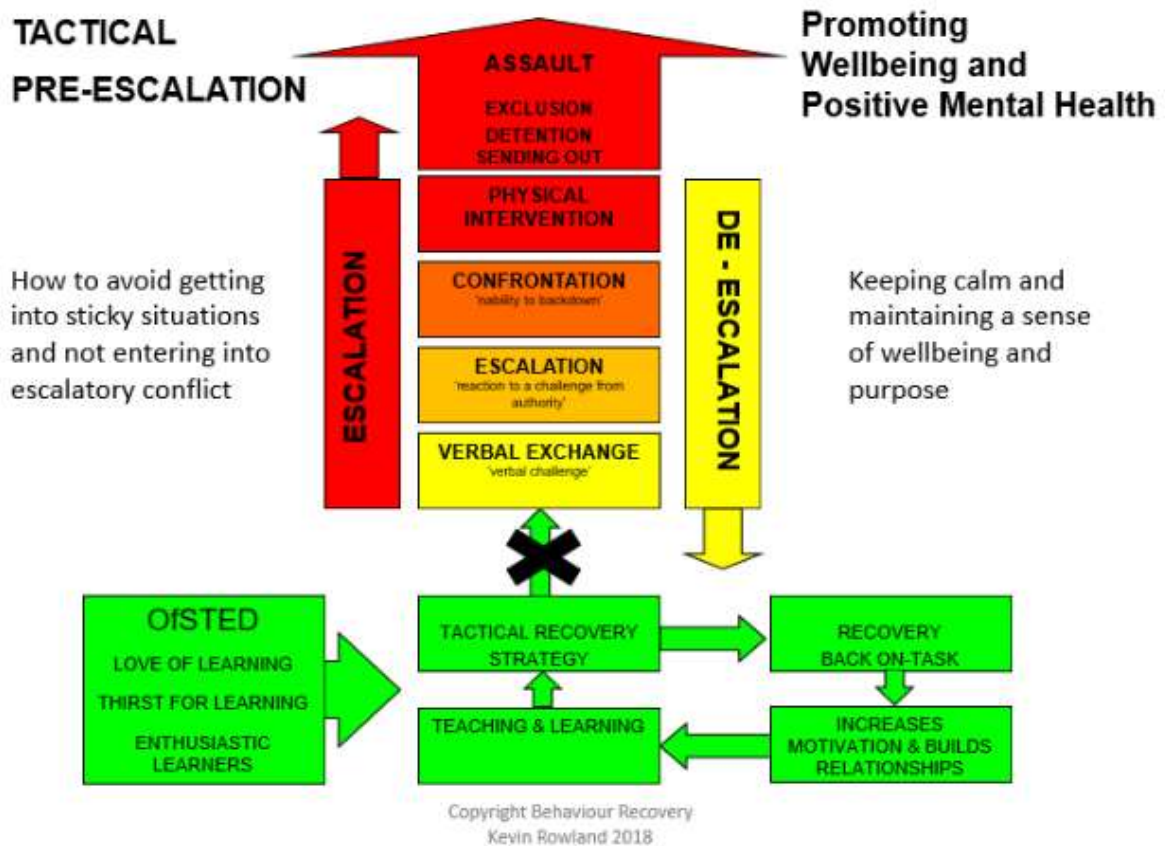 TACTICAL
PRE-ESCALATION
Promoting
Wellbeing and
Positive Mental Health
ASSAULT
EXCLUSION
DETENTION
SENDING OUT
PHYSICAL
INTERVENTION
CONFRONTATION
'nability to backdown'
ESCALATION
'reaction to a challenge from
authority'
VERBAL EXCHANGE
'verbal challenge'
ESCALATION
DE - ESCALATION
How to avoid getting
into sticky situations
and not entering into
escalatory conflict
Keeping calm and
maintaining a sense
of wellbeing and
purpose
OfSTED
LOVE OF LEARNING
THIRST FOR LEARNING
ENTHUSIASTIC
LEARNERS
TACTICAL RECOVERY
STRATEGY
RECOVERY
BACK ON-TASK
TEACHING & LEARNING
INCREASES
MOTIVATION & BUILDS
RELATIONSHIPS
Copyright Behaviour Recovery
Kevin Rowland 2018